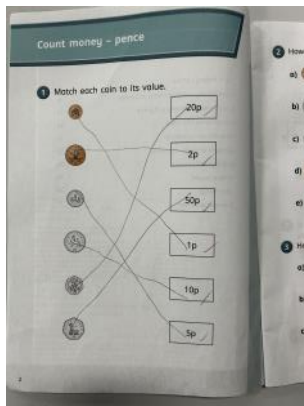 Count money – pence
1 Match each coin to its value.
20p
2p
50p
1p
10p
5p
2
2 How
a)
b)
c)
d)
e)
3
a)
b
c